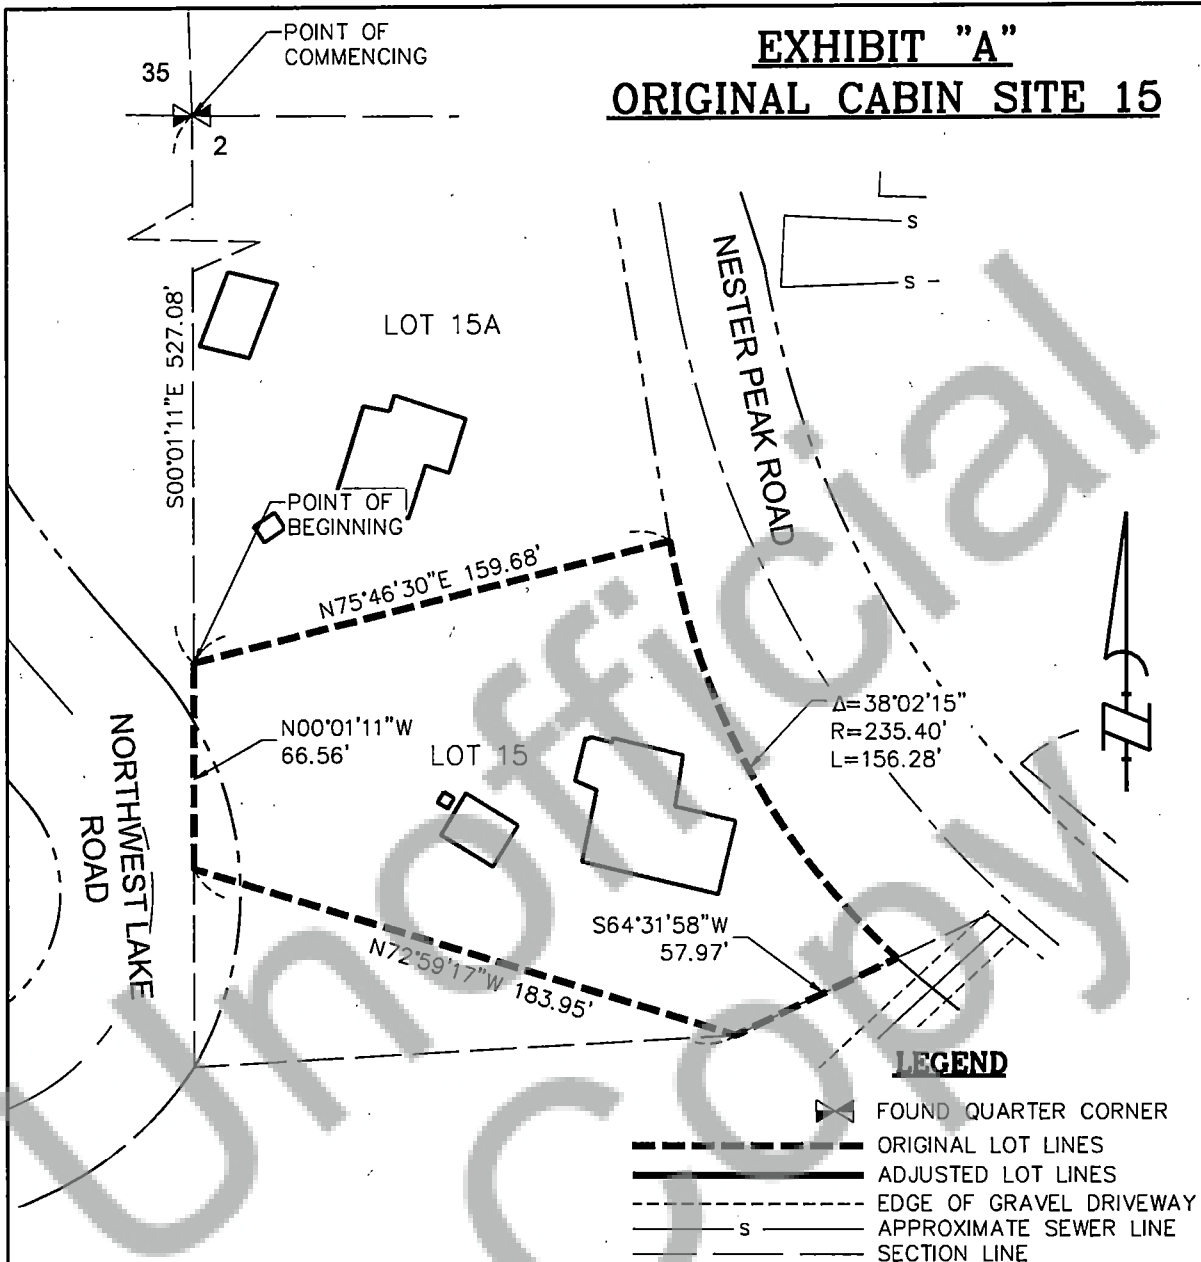 EXHIBIT "A"
ORIGINAL CABIN SITE 15
POINT OF
COMMENCING
35
2
S
S
NESTER PEAK ROAD
S00°01'11"E 527.08'
LOT 15A
POINT OF
BEGINNING
N75°46'30"E 159.68'
Δ=38°02'15"
R=235.40'
L=156.28'
N00°01'11"W
66.56'
LOT 15
NORTHWEST LAKE
ROAD
S64°31'58"W
57.97'
N72°59'17"W 183.95'
N
LEGEND
FOUND QUARTER CORNER
ORIGINAL LOT LINES
ADJUSTED LOT LINES
EDGE OF GRAVEL DRIVEWAY
S APPROXIMATE SEWER LINE
SECTION LINE
Unofficial
Copy